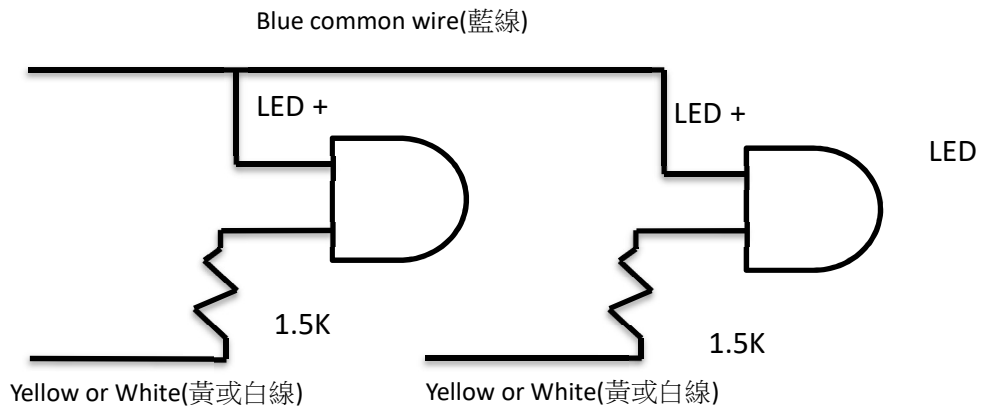 Blue common wire(藍線)
LED +
LED +
LED
1.5K
1.5K
Yellow or White(黃或白線)
Yellow or White(黃或白線)